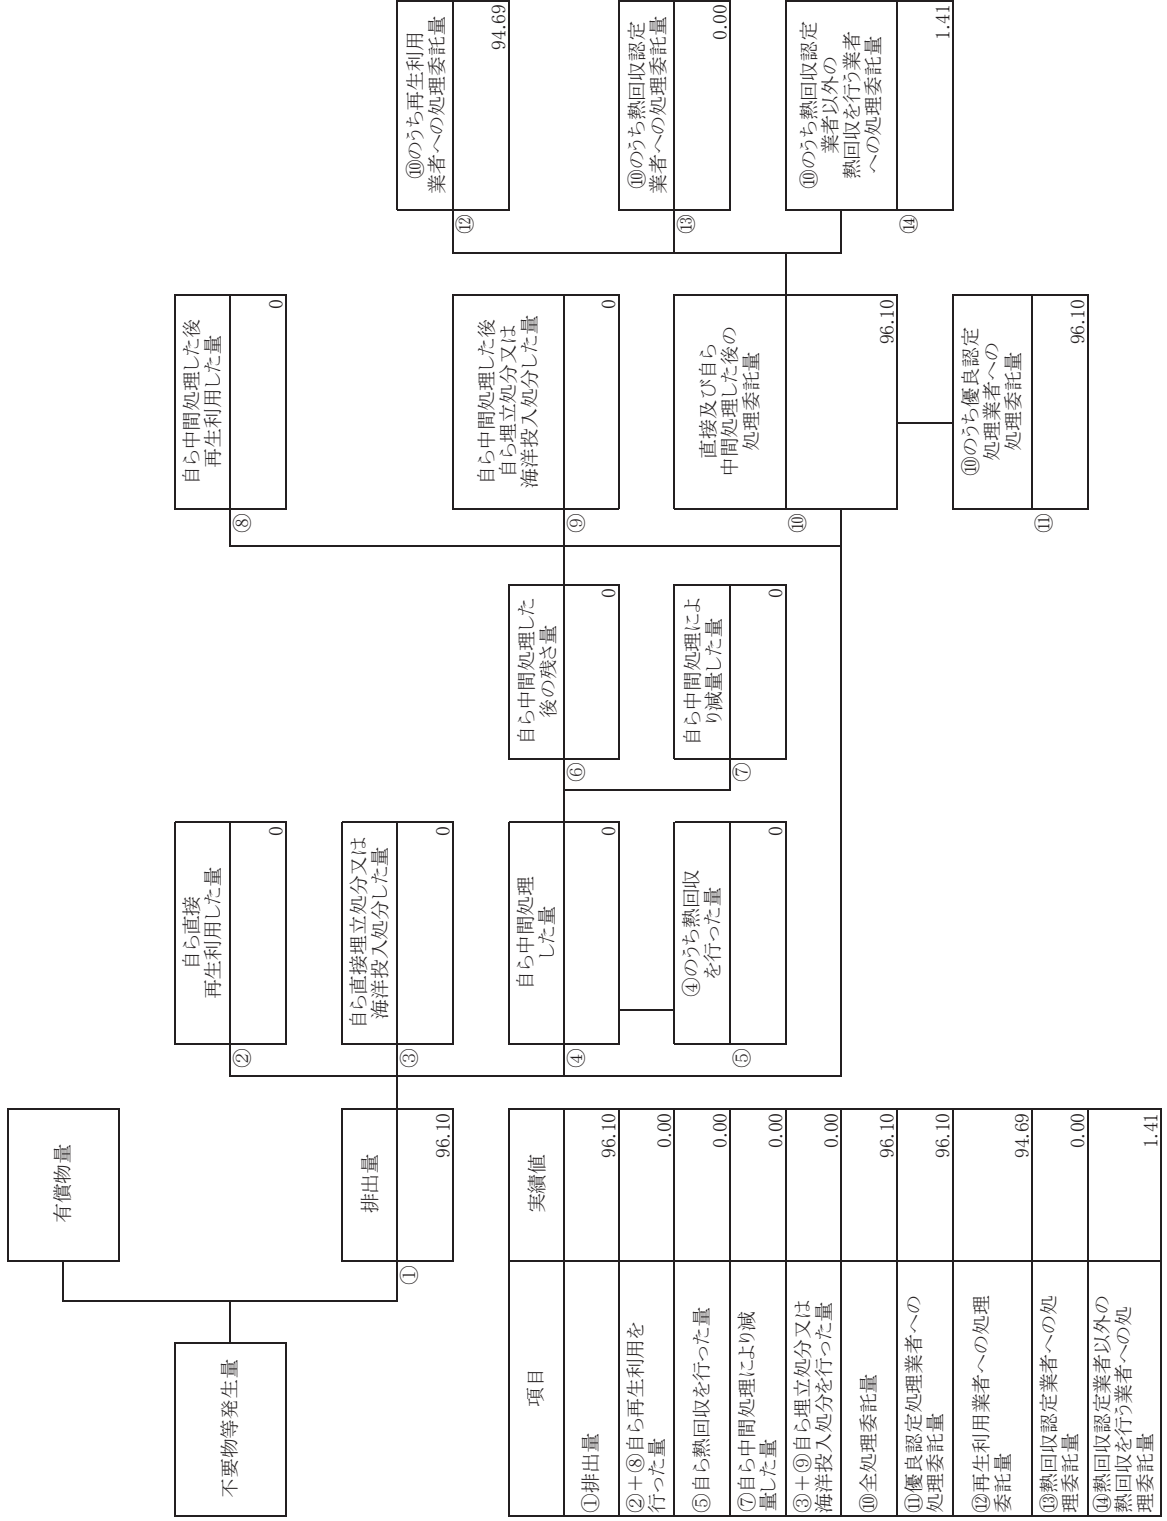 有償物量
不要物等発生量
排出量
①
96.10
自ら直接
再生利用した量
②
0
自ら直接埋立処分又は
海洋投入処分した量
③
0
自ら中間処理
した量
④
0
④のうち熱回収
を行った量
⑤
0
自ら中間処理した
後の残さ量
⑥
0
自ら中間処理によ
り減量した量
⑦
0
自ら中間処理した後
再生利用した量
⑧
0
自ら中間処理した後
自ら埋立処分又は
海洋投入処分した量
⑨
0
直接及び自ら
中間処理した後の
処理委託量
⑩
96.10
⑩のうち優良認定
処理業者への
処理委託量
⑪
96.10
⑩のうち再生利用
業者への処理委託量
⑫
94.69
⑩のうち熱回収認定
業者への処理委託量
⑬
0.00
⑩のうち熱回収認定
業者以外の
熱回収を行う業者
への処理委託量
⑭
1.41
項目 実績値
①排出量 96.10
②+⑧自ら再生利用を
行った量 0.00
⑤自ら熱回収を行った量 0.00
⑦自ら中間処理により減
量した量 0.00
③+⑨自ら埋立処分又は
海洋投入処分を行った量 0.00
⑩全処理委託量 96.10
⑪優良認定処理業者への
処理委託量 96.10
⑫再生利用業者への処理
委託量 94.69
⑬熱回収認定業者への処
理委託量 0.00
⑭熱回収認定業者以外の
熱回収を行う業者への処
理委託量 1.41